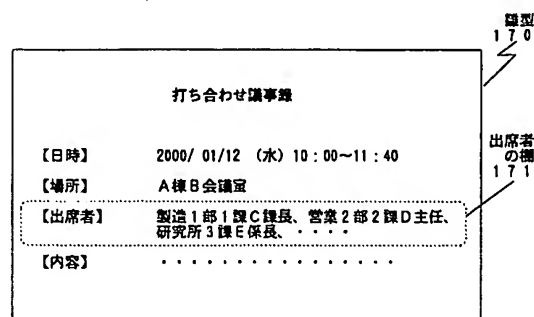 雛型
170
打ち合わせ議事録
【日時】 2000/ 01/12 (水) 10:00~11:40
【場所】 A棟B会議室
出席者
の欄
171
【出席者】 製造1部1課C課長、営業2部2課D主任、
研究所3課E係長、・・・・
【内容】 ・・・・・・・・・・・・・・・・